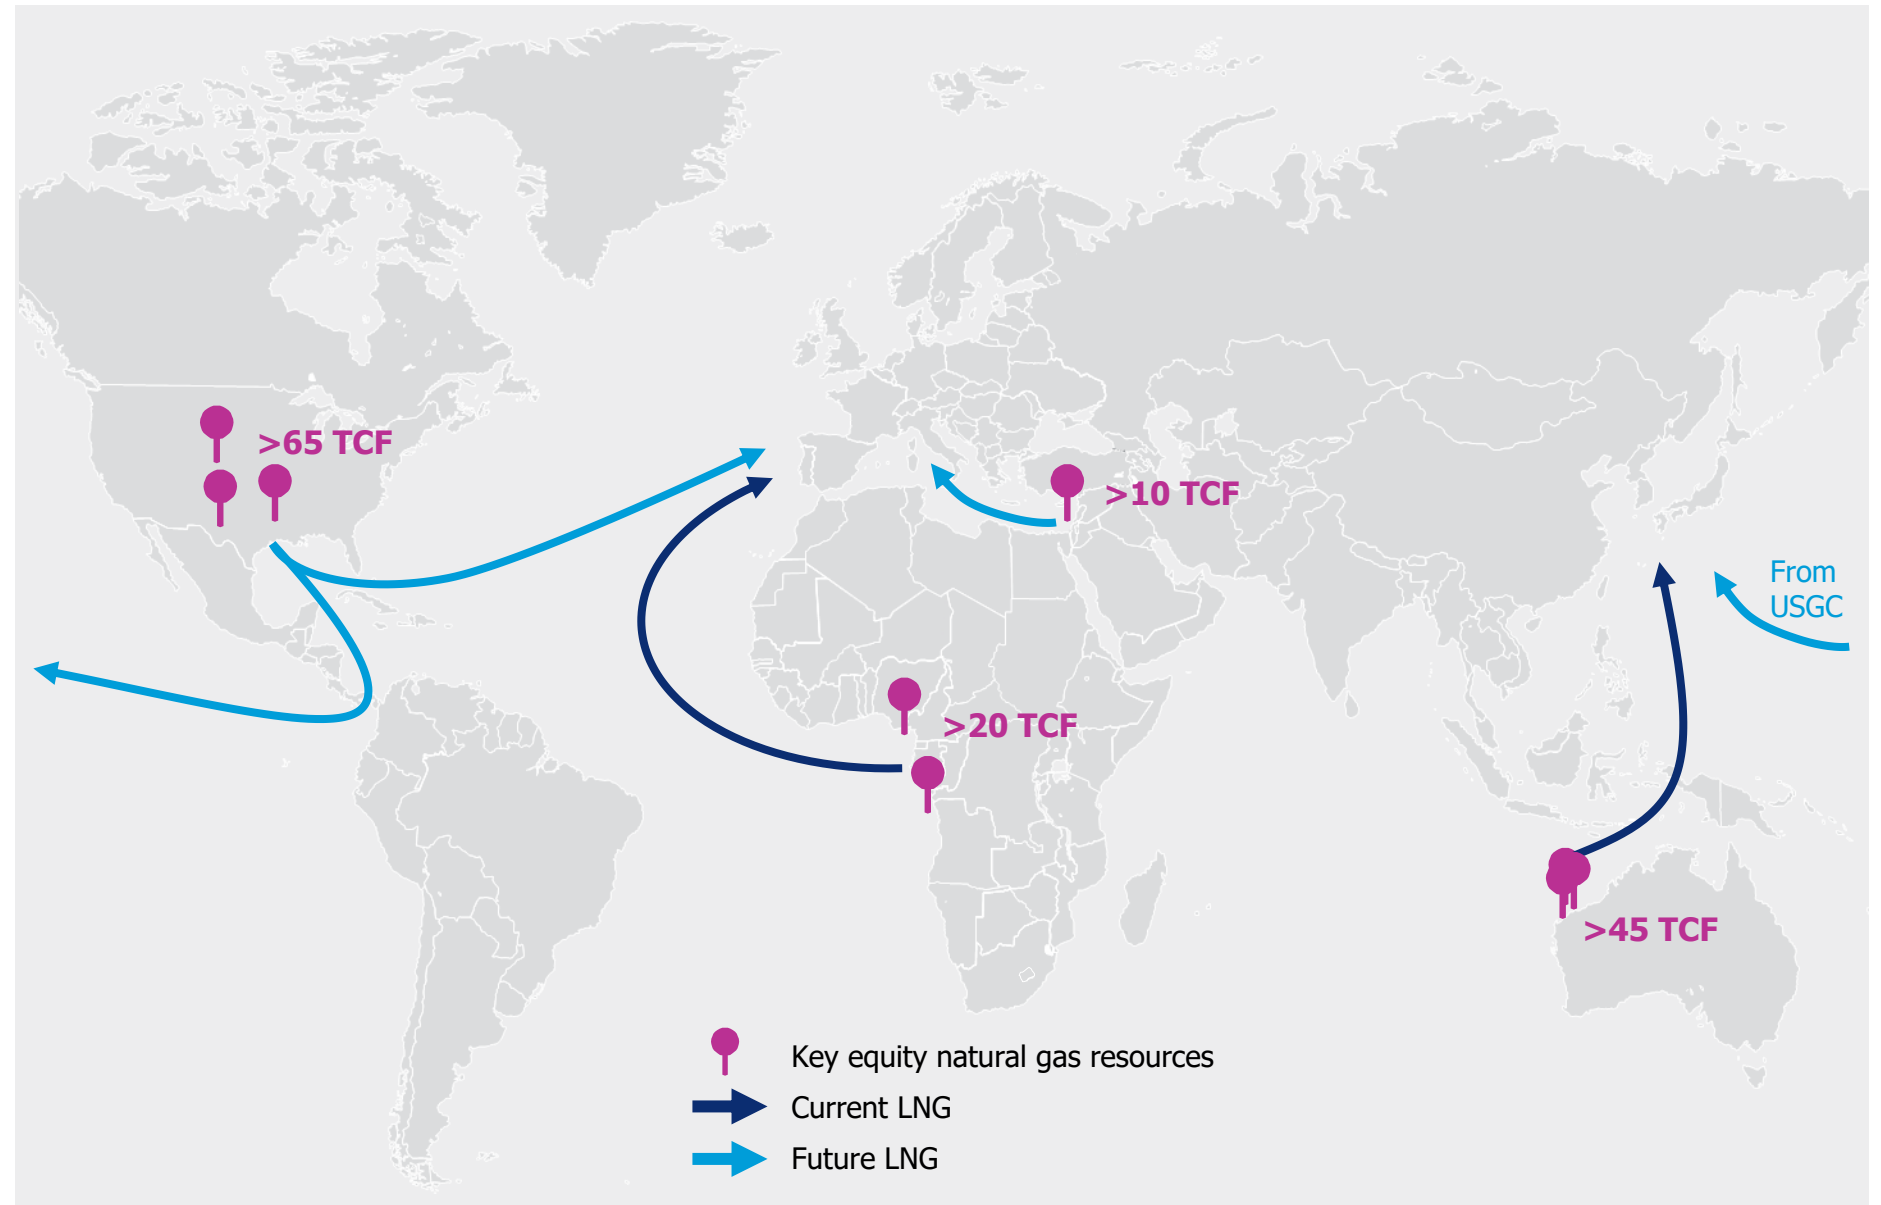 >65 TCF
>10 TCF
From
USGC
>20 TCF
>45 TCF
Key equity natural gas resources
Current LNG
Future LNG